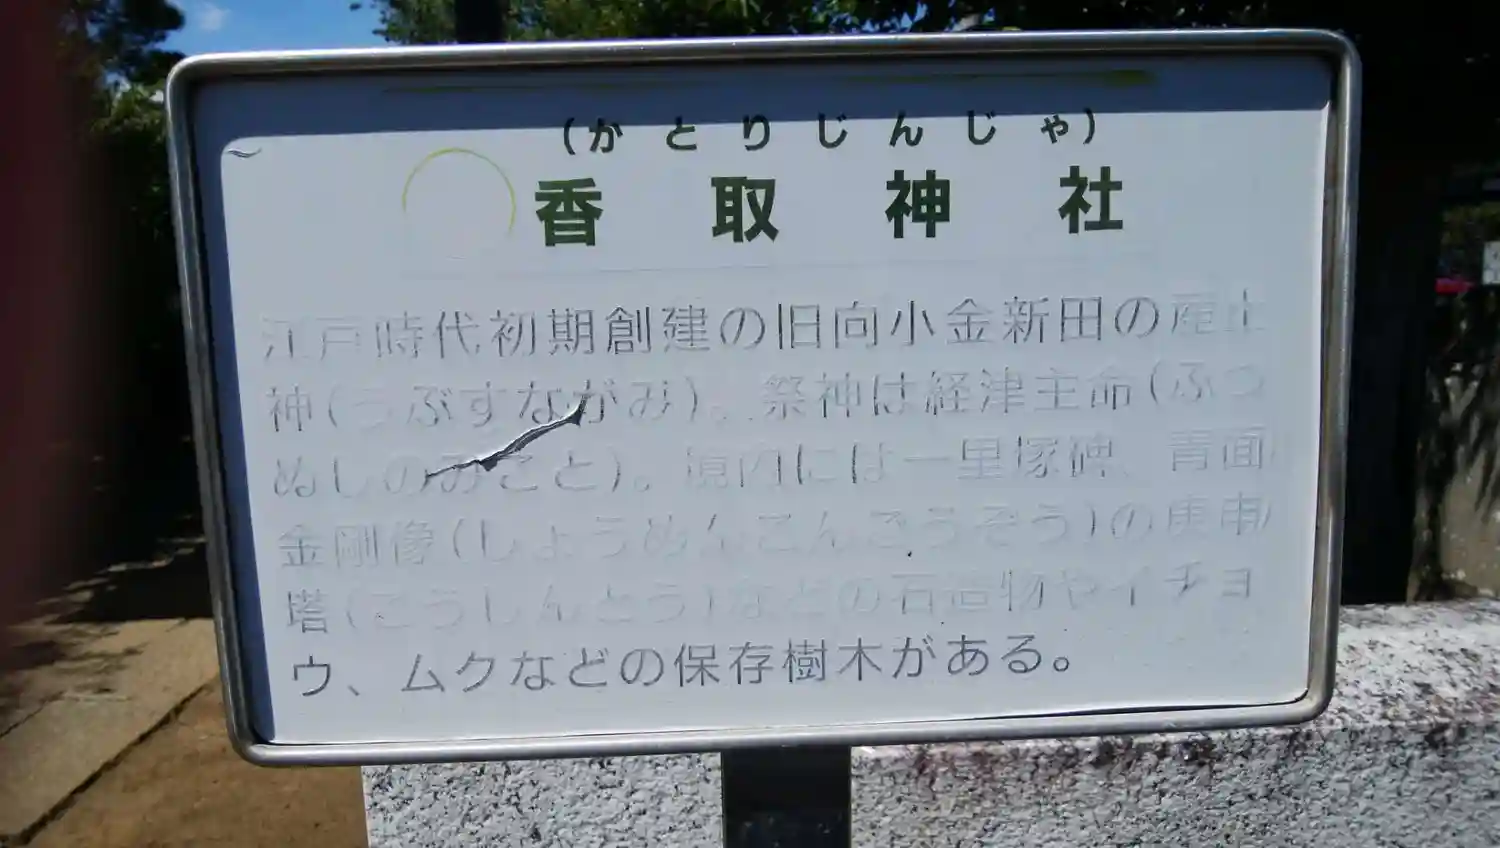 (かとりじんじゃ)
香取神社
江戸時代初期創建の旧向小金新田の産土
神(うぶすながみ)。祭神は経津主命(ふつ
ぬしのみこと)。境内には一里塚碑、青面
金剛像(しょうめんこんごうぞう)の庚申
塔(こうしんとう)などの石造物やイチョ
ウ、ムクなどの保存樹木がある。